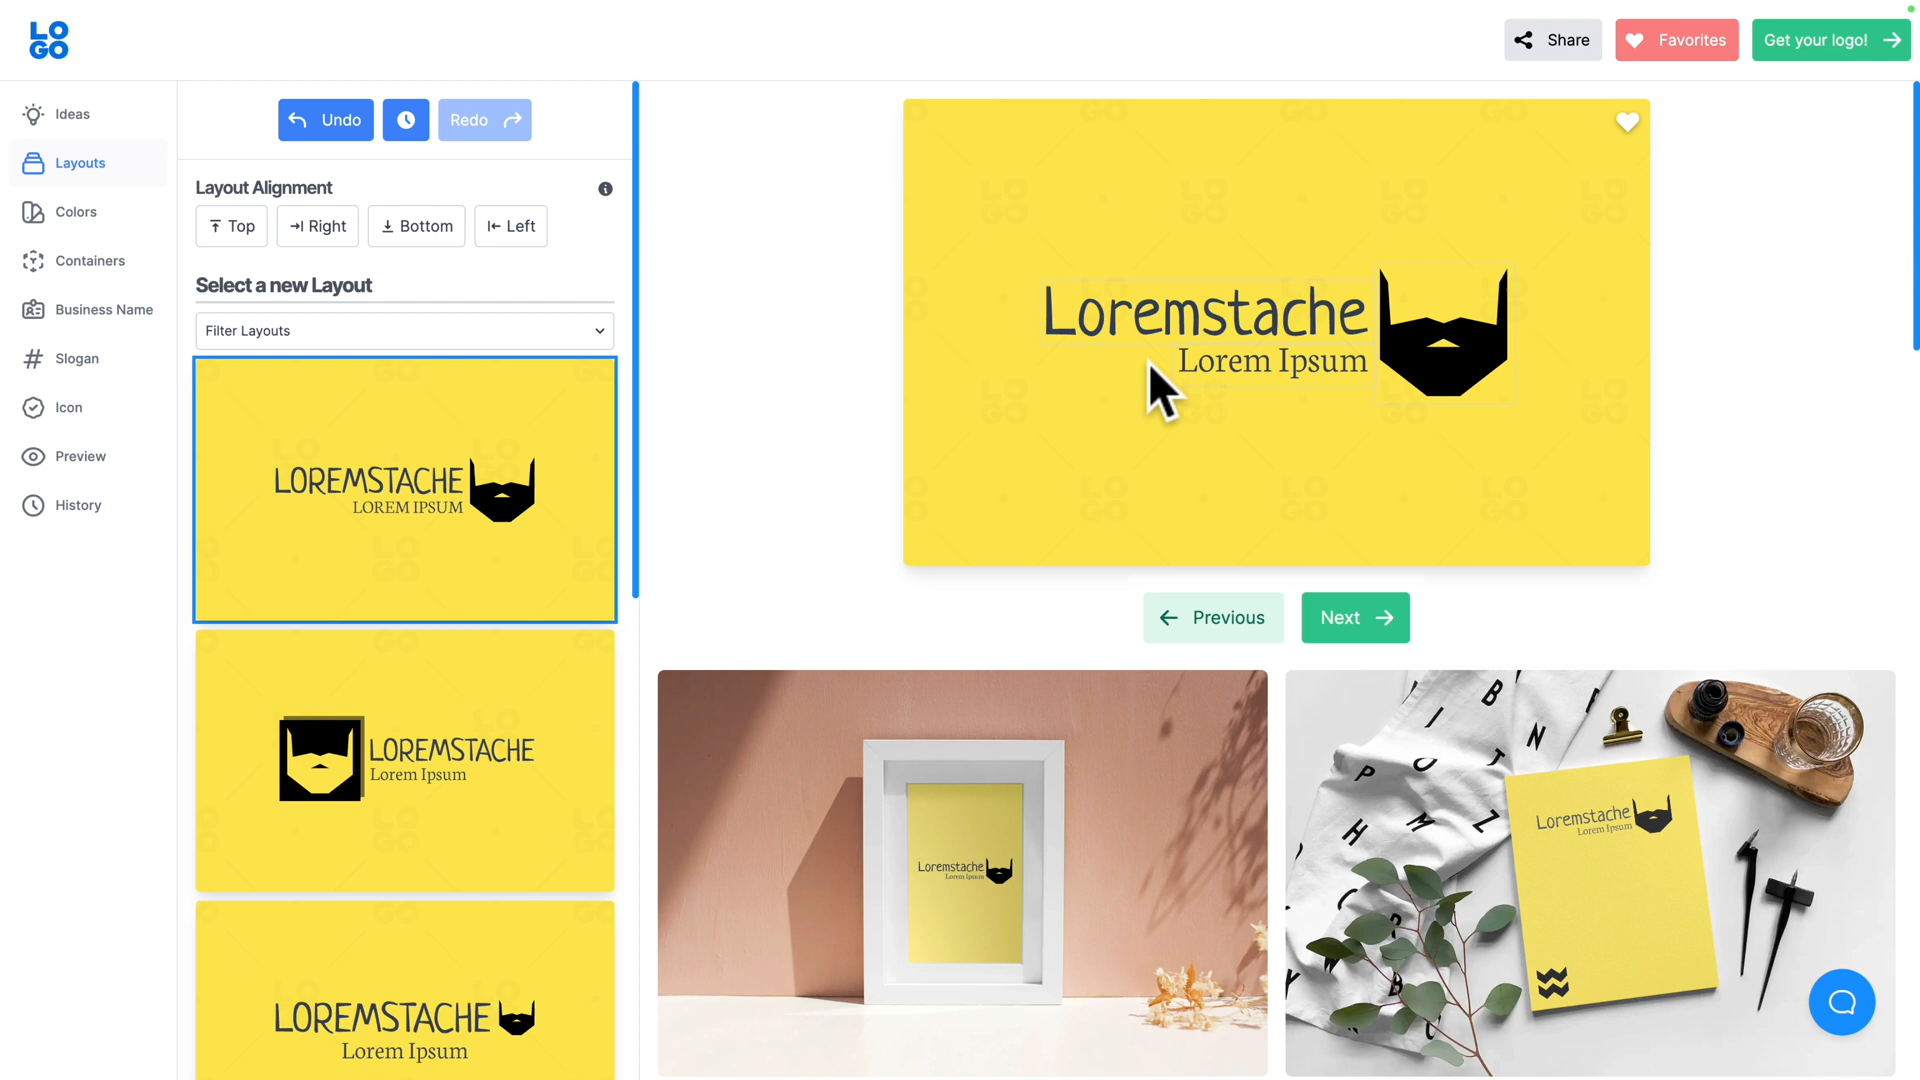 LO
GO
Share
Favorites
Get your logo!
Ideas
Layouts
Colors
Containers
Business Name
Slogan
Icon
Preview
History
Undo
Redo
Layout Alignment
Top
Right
Bottom
Left
Select a new Layout
Filter Layouts
LOREMSTACHE
LOREM IPSUM
LOREMSTACHE
Lorem Ipsum
LOREMSTACHE
Lorem Ipsum
Loremstache
Lorem Ipsum
Previous
Next
Loremstache
Lorem Ipsum
Loremstache
Lorem Ipsum